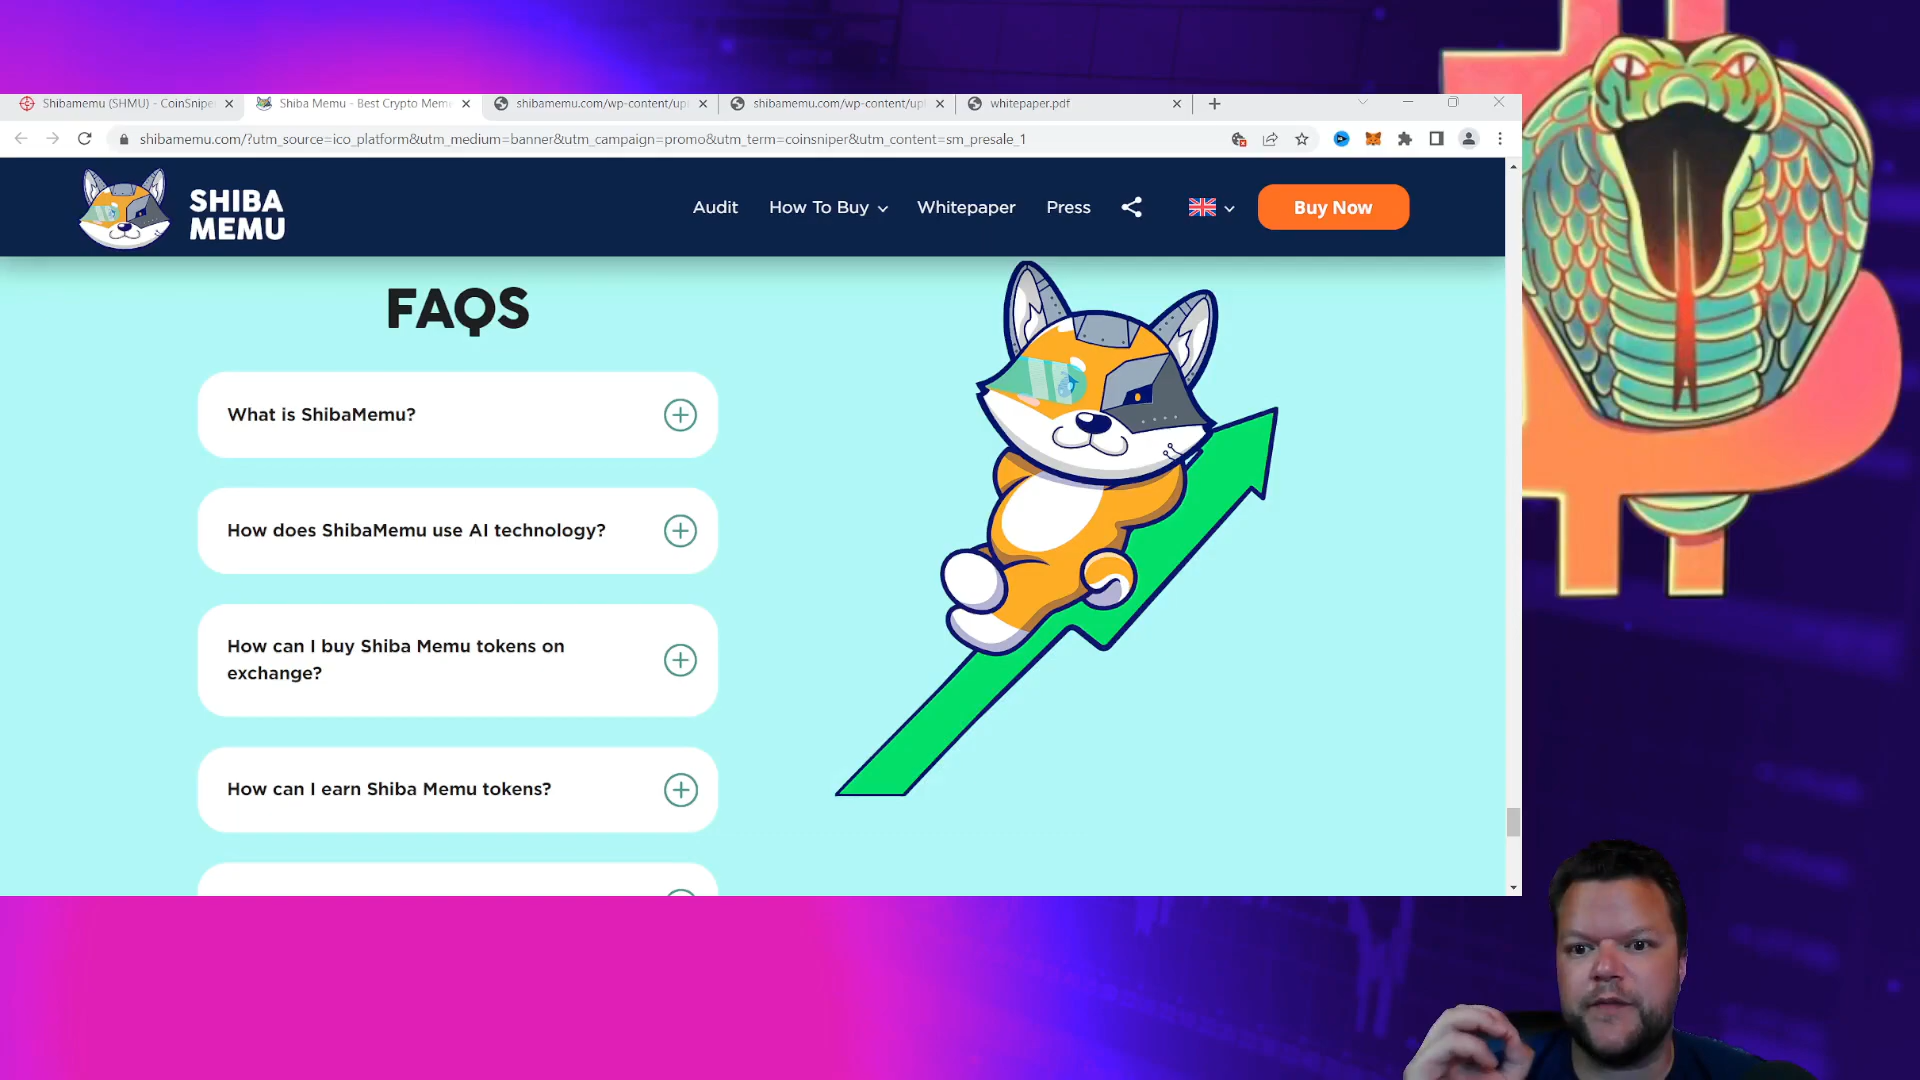 Shibamemu (SHMU) - CoinSnipe
Shiba Memu - Best Crypto Mem
shibamemu.com/wp-content/upl
shibamemu.com/wp-content/upl
whitepaper.pdf
shibamemu.com/?utm_source=ico_platform&utm_medium=banner&utm_campaign=promo&utm_term=coinsniper&utm_content=sm_presale_1
SHIBA
MEMU
Audit
How To Buy
Whitepaper
Press
Buy Now
FAQS
What is ShibaMemu?
How does ShibaMemu use AI technology?
How can I buy Shiba Memu tokens on
exchange?
How can I earn Shiba Memu tokens?